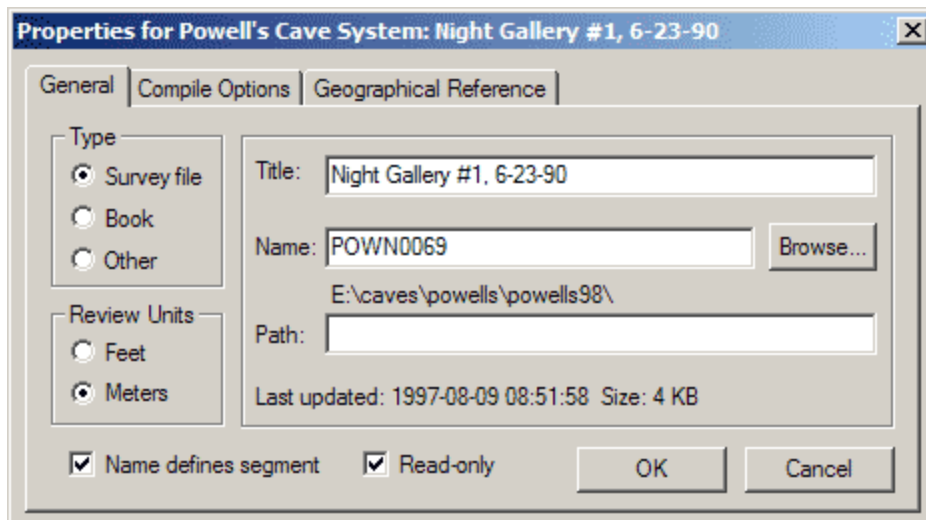 Properties for Powell's Cave System: Night Gallery #1, 6-23-90
General Compile Options Geographical Reference
Type
Survey file
Book
Other
Review Units
Feet
Meters
Title: Night Gallery #1, 6-23-90
Name: POWN0069 Browse...
E:\caves\powells\powells98\
Path:
Last updated: 1997-08-09 08:51:58 Size: 4 KB
Name defines segment Read-only OK Cancel